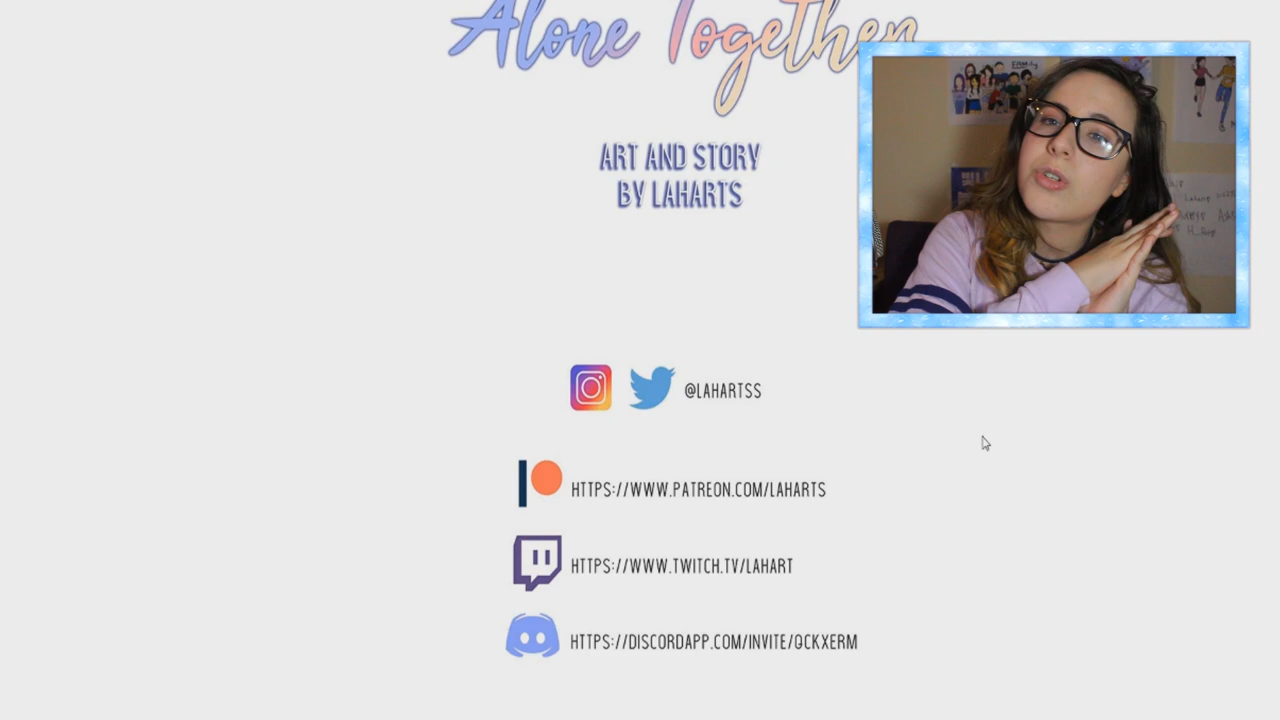 Alone Together
ART AND STORY
BY LAHARTS
@LAHARTSS
HTTPS://WWW.PATREON.COM/LAHARTS
HTTPS://WWW.TWITCH.TV/LAHART
HTTPS://DISCORDAPP.COM/INVITE/QCKXERM